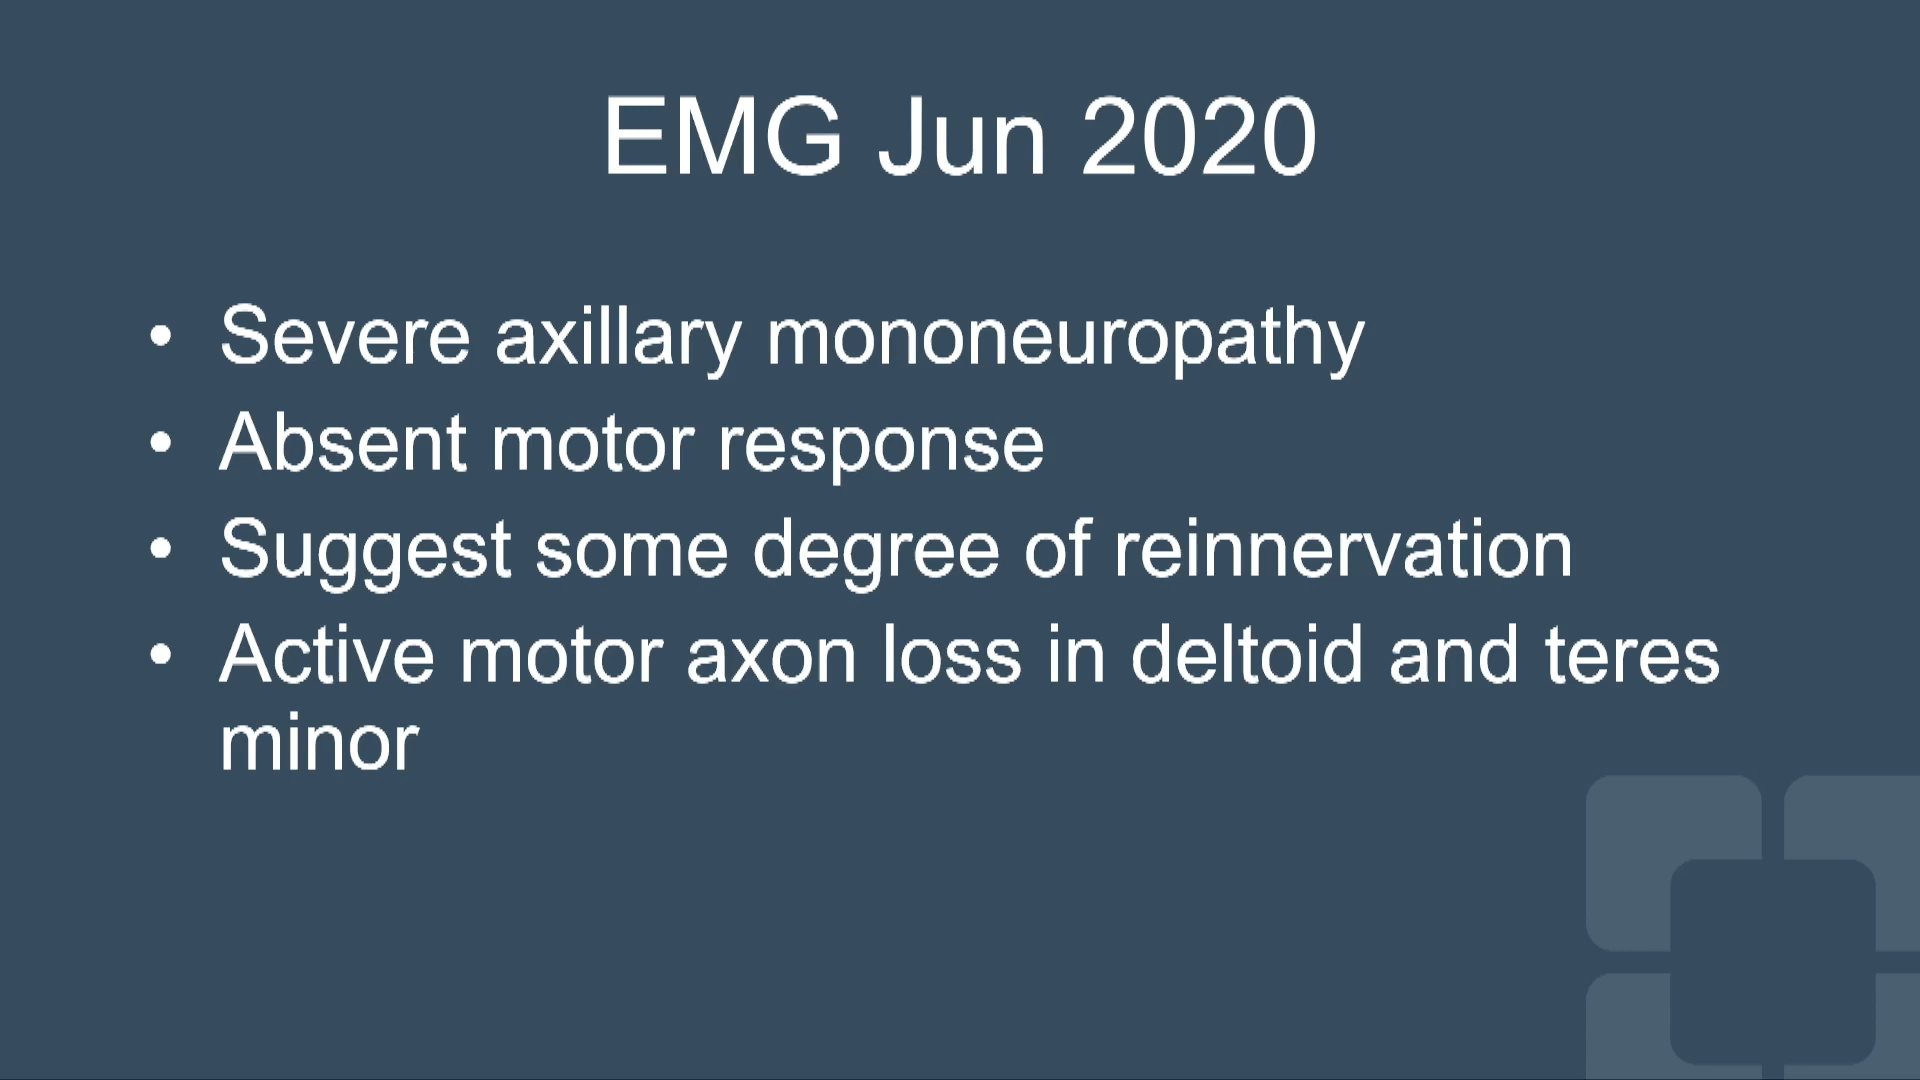 EMG Jun 2020
• Severe axillary mononeuropathy
• Absent motor response
• Suggest some degree of reinnervation
• Active motor axon loss in deltoid and teres
minor